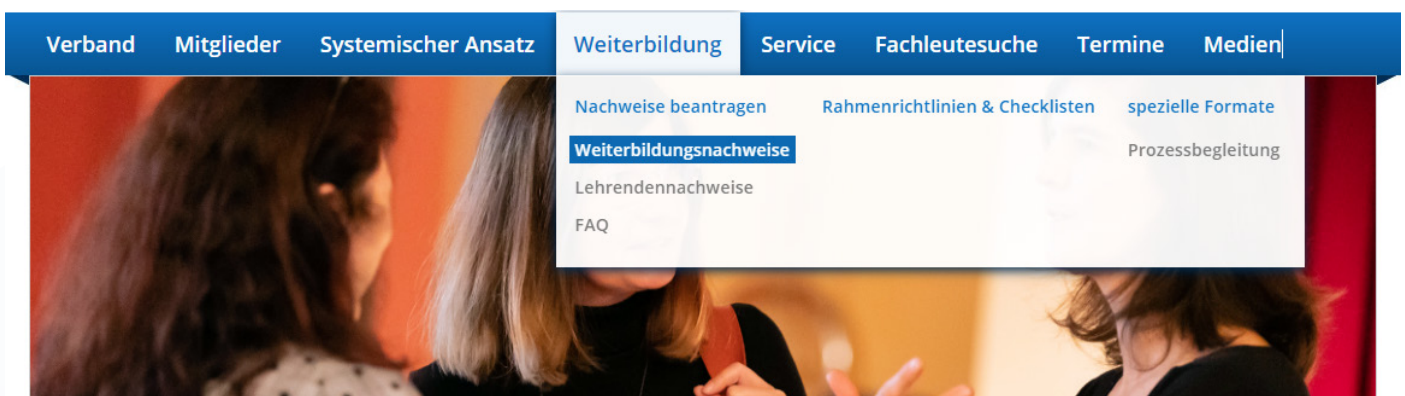 Verband Mitglieder Systemischer Ansatz Weiterbildung Service Fachleutesuche Termine Medien
Nachweise beantragen Rahmenrichtlinien & Checklisten spezielle Formate
Weiterbildungsnachweise Prozessbegleitung
Lehrendennachweise
FAQ